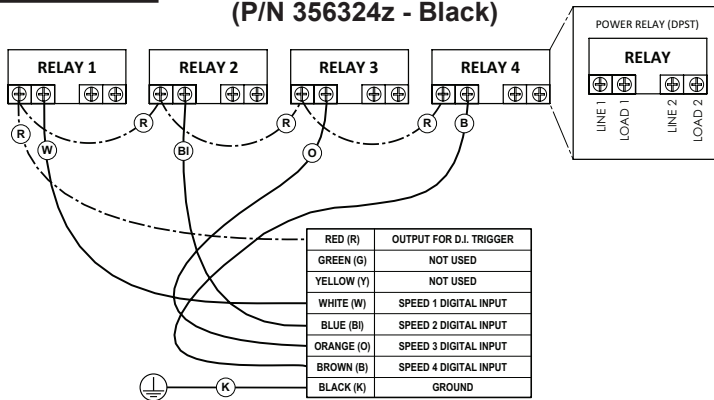 (P/N 356324z - Black)
POWER RELAY (DPST)
RELAY
LINE 1
LOAD 1
LINE 2
LOAD 2
RELAY 1
RELAY 2
RELAY 3
RELAY 4
R
W
R
BI
R
O
R
B
RED (R) OUTPUT FOR D.I. TRIGGER
GREEN (G) NOT USED
YELLOW (Y) NOT USED
WHITE (W) SPEED 1 DIGITAL INPUT
BLUE (BI) SPEED 2 DIGITAL INPUT
ORANGE (O) SPEED 3 DIGITAL INPUT
BROWN (B) SPEED 4 DIGITAL INPUT
BLACK (K) GROUND
K